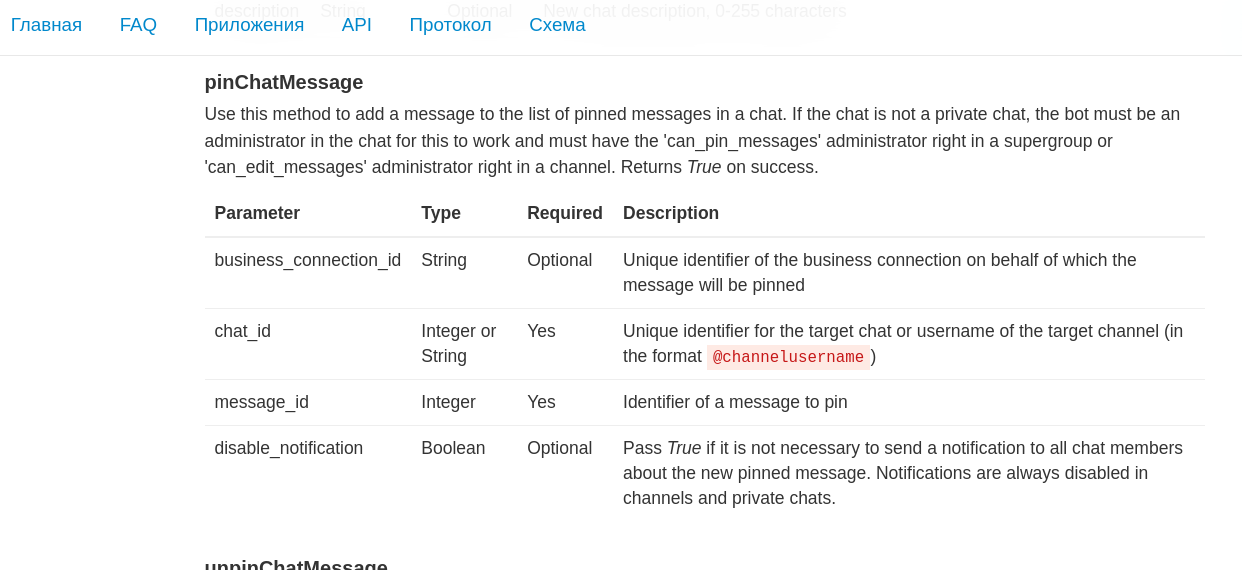 description String Optional New chat description, 0-255 characters
Главная FAQ Приложения API Протокол Схема
pinChatMessage
Use this method to add a message to the list of pinned messages in a chat. If the chat is not a private chat, the bot must be an
administrator in the chat for this to work and must have the 'can_pin_messages' administrator right in a supergroup or
'can_edit_messages' administrator right in a channel. Returns True on success.
Parameter Type Required Description
business_connection_id String Optional Unique identifier of the business connection on behalf of which the
message will be pinned
chat_id Integer or Yes Unique identifier for the target chat or username of the target channel (in
String the format @channelusername)
message_id Integer Yes Identifier of a message to pin
disable_notification Boolean Optional Pass True if it is not necessary to send a notification to all chat members
about the new pinned message. Notifications are always disabled in
channels and private chats.
unpinChatMessage